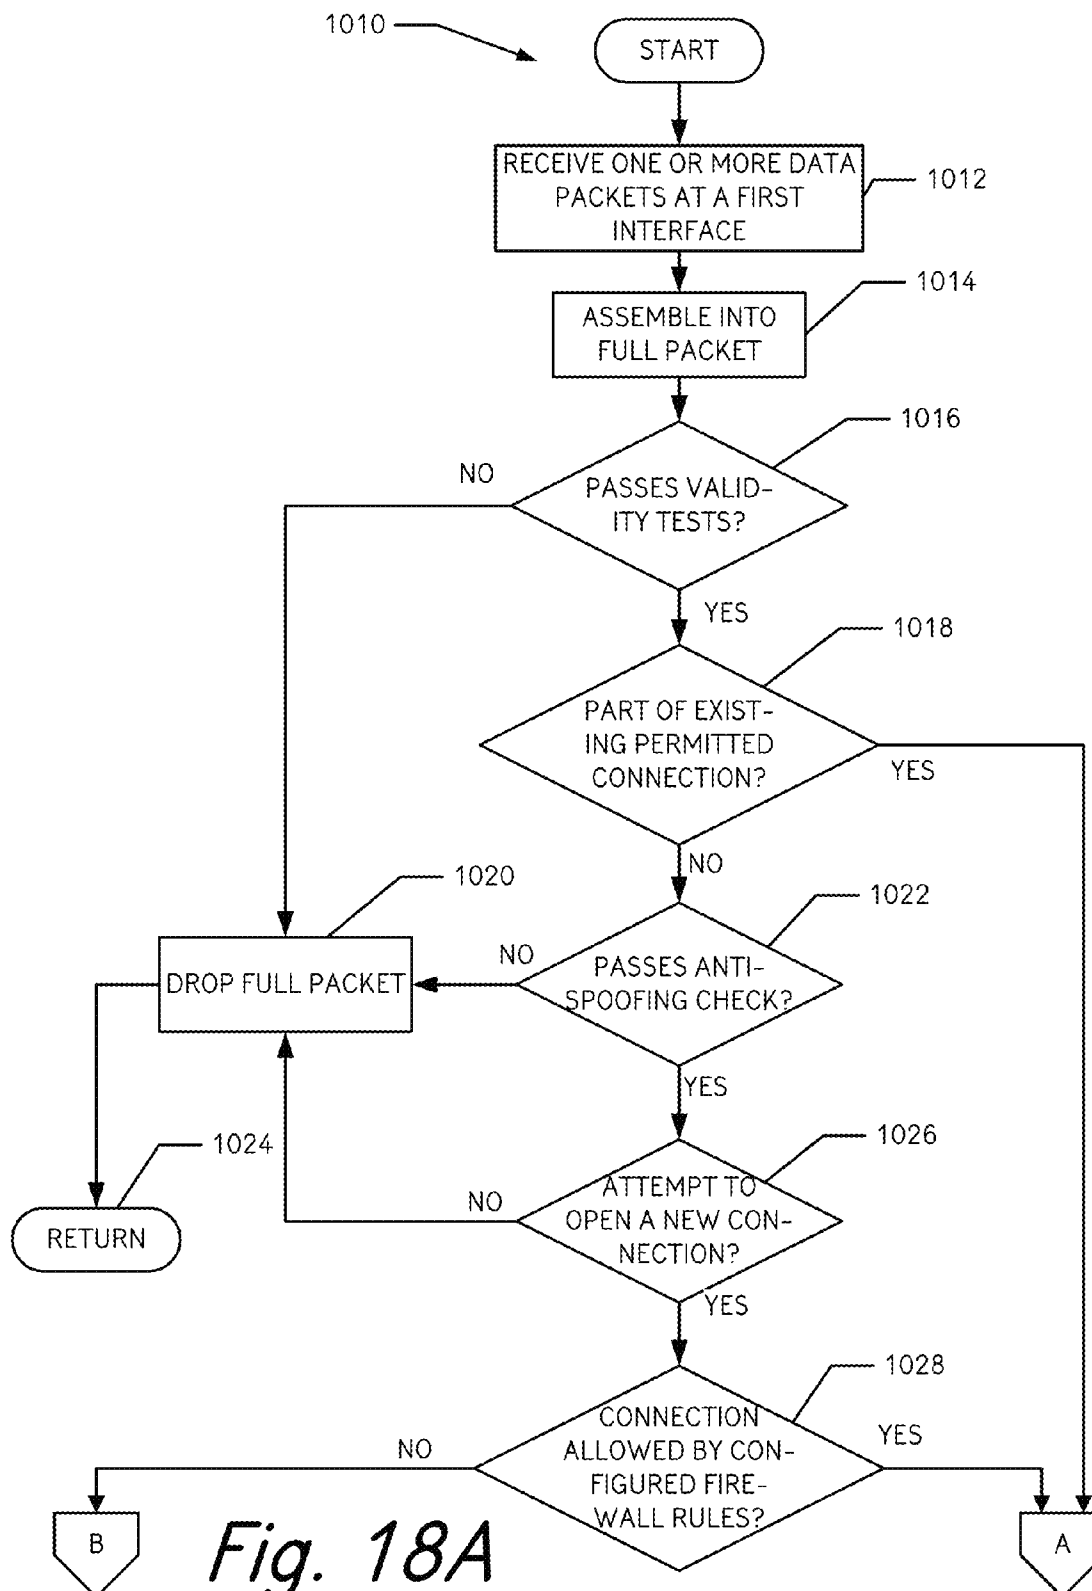 1010
START
RECEIVE ONE OR MORE DATA
PACKETS AT A FIRST
INTERFACE
1012
1014
ASSEMBLE INTO
FULL PACKET
1016
NO
PASSES VALID-
ITY TESTS?
YES
1018
PART OF EXIST-
ING PERMITTED
CONNECTION?
YES
NO
1020
1022
DROP FULL PACKET
NO
PASSES ANTI-
SPOOFING CHECK?
YES
1024
1026
RETURN
NO
ATTEMPT TO
OPEN A NEW CON-
NECTION?
YES
1028
NO
CONNECTION
ALLOWED BY CON-
FIGURED FIRE-
WALL RULES?
YES
B
A
Fig. 18A